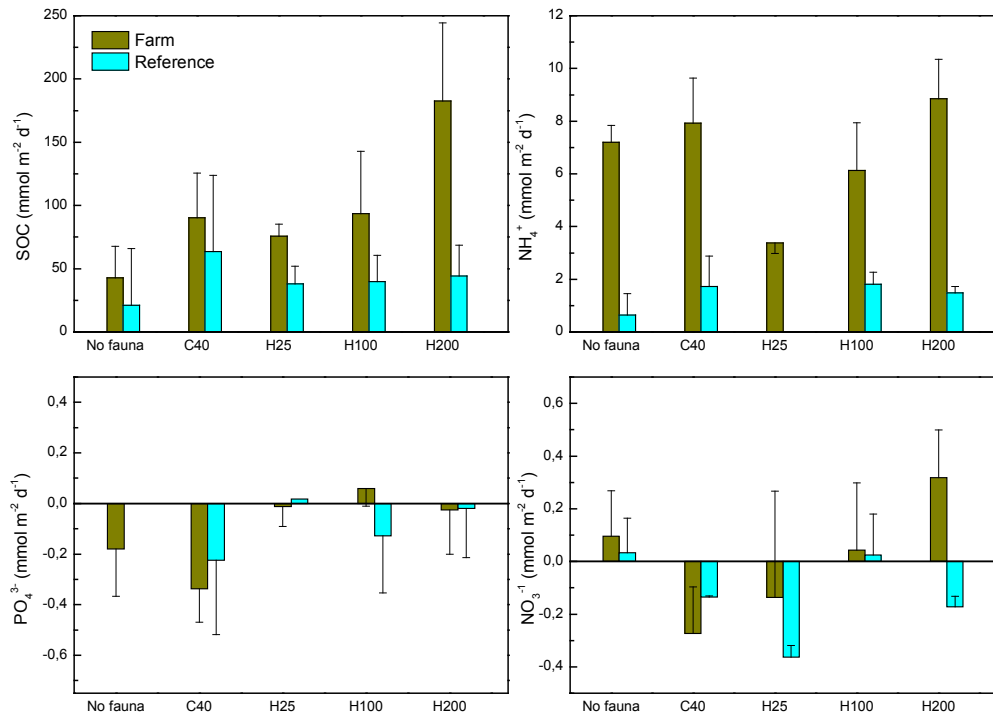 250
200
150
100
50
0
SOC (mmol m⁻² d⁻¹)
Farm
Reference
No fauna C40 H25 H100 H200
12
10
8
6
4
2
0
NH₄⁺ (mmol m⁻² d⁻¹)
No fauna C40 H25 H100 H200
0,4
0,2
0,0
-0,2
-0,4
-0,6
PO₄³⁻ (mmol m⁻² d⁻¹)
No fauna C40 H25 H100 H200
0,6
0,4
0,2
0,0
-0,2
-0,4
NO₃⁻¹ (mmol m⁻² d⁻¹)
No fauna C40 H25 H100 H200